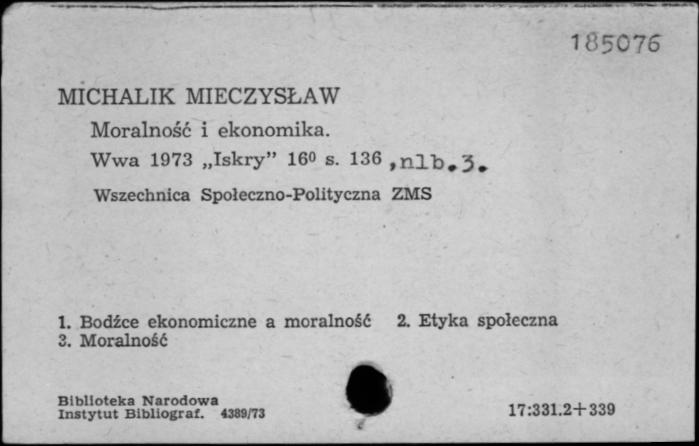 185076
MICHALIK MIECZYSŁAW
Moralność i ekonomika.
Wwa 1973 „Iskry” 16⁰ s. 136 ,nlb.3.
Wszechnica Społeczno-Polityczna ZMS
1. Bodźce ekonomiczne a moralność 2. Etyka społeczna
3. Moralność
Biblioteka Narodowa
Instytut Bibliograf. 4389/73
17:331.2+339